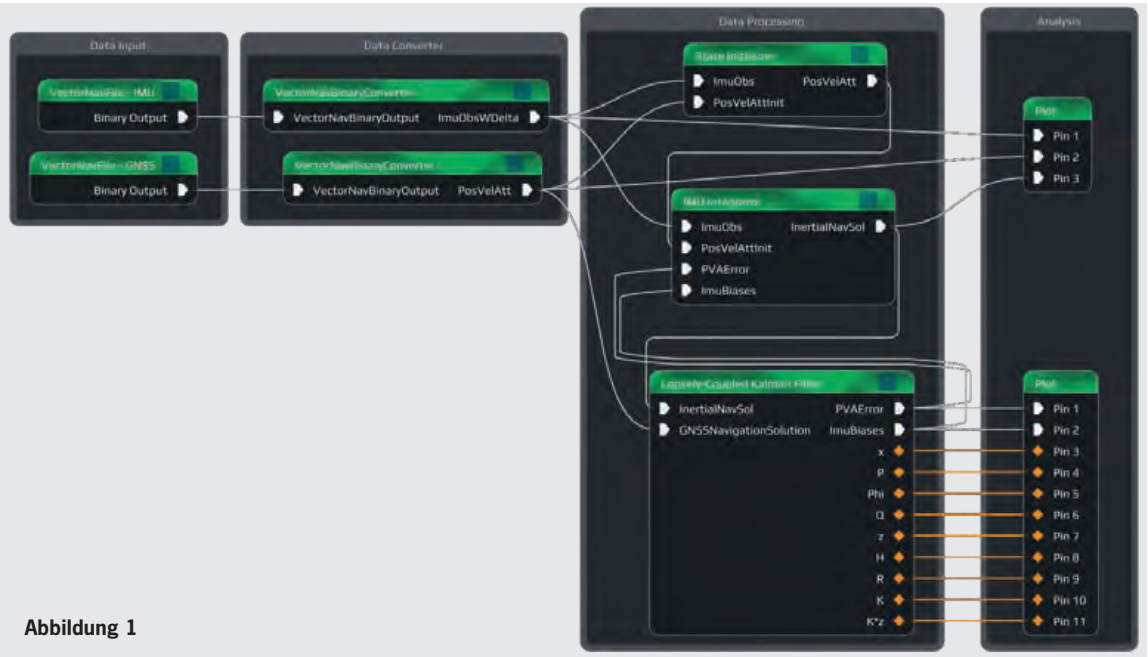 Data Input
VectorNavFile - IMU
Binary Output
VectorNavFile - GNSS
Binary Output
Data Converter
VectorNavBinaryConverter
VectorNavBinaryOutput ImuObsWDelta
VectorNavBinaryConverter
VectorNavBinaryOutput PosVelAtt
Data Processing
ImuObs PosVelAtt
PosVelAttInit
IMU Integrator
ImuObs InertialNavSol
PosVelAttInit
PVAError
ImuBiases
Loosely-Coupled Kalman Filter
InertialNavSol PVAError
GNSSNavigationSolution ImuBiases
x
P
Phi
Q
z
H
R
K
K*z
Analysis
Plot
Pin 1
Pin 2
Pin 3
Plot
Pin 1
Pin 2
Pin 3
Pin 4
Pin 5
Pin 6
Pin 7
Pin 8
Pin 9
Pin 10
Pin 11
Abbildung 1